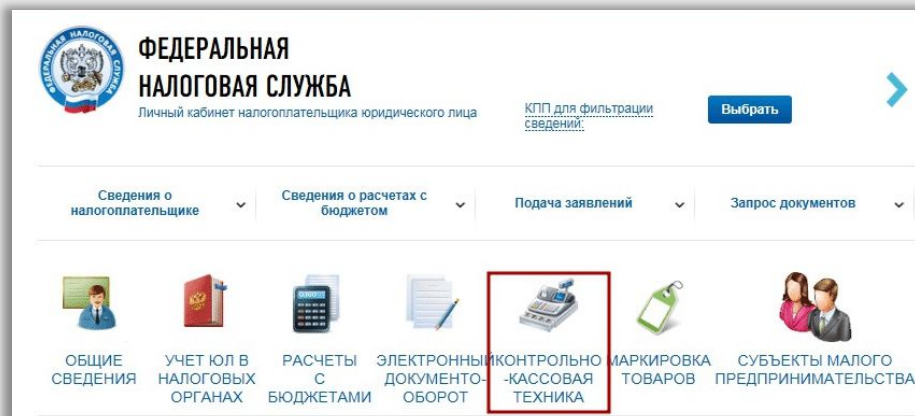 ФЕДЕРАЛЬНАЯ
НАЛОГОВАЯ СЛУЖБА
Личный кабинет налогоплательщика юридического лица
КПП для фильтрации
сведений:
Выбрать
Сведения о
налогоплательщике
Сведения о расчетах с
бюджетом
Подача заявлений
Запрос документов
ОБЩИЕ
СВЕДЕНИЯ
УЧЕТ ЮЛ В
НАЛОГОВЫХ
ОРГАНАХ
РАСЧЕТЫ
С
БЮДЖЕТАМИ
ЭЛЕКТРОННЫЙ
ДОКУМЕНТО-
ОБОРОТ
КОНТРОЛЬНО
-КАССОВАЯ
ТЕХНИКА
МАРКИРОВКА
ТОВАРОВ
СУБЪЕКТЫ МАЛОГО
ПРЕДПРИНИМАТЕЛЬСТВА